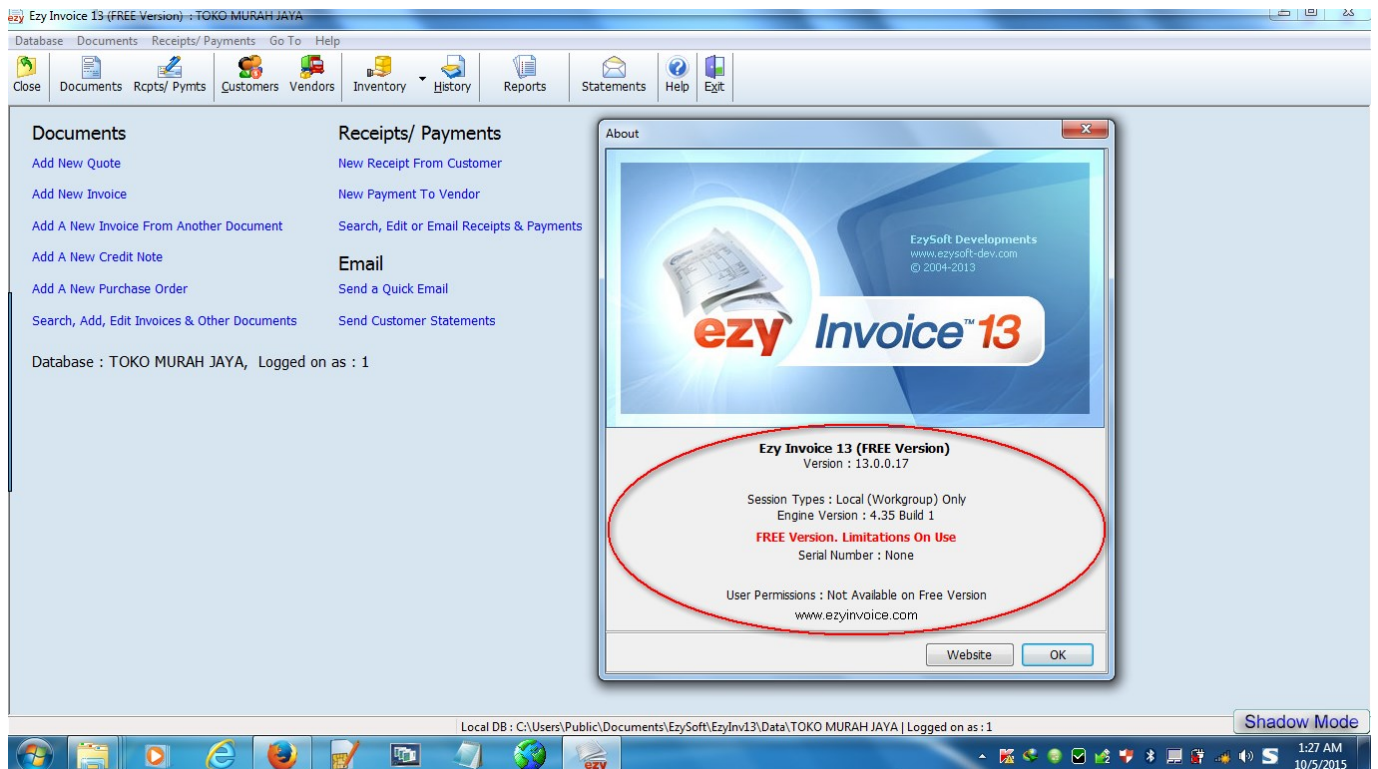 Ezy Invoice 13 (FREE Version) : TOKO MURAH JAYA
Database Documents Receipts/ Payments Go To Help
Close Documents Rcpts/ Pymts Customers Vendors Inventory History Reports Statements Help Exit
Documents
Add New Quote
Add New Invoice
Add A New Invoice From Another Document
Add A New Credit Note
Add A New Purchase Order
Search, Add, Edit Invoices & Other Documents
Receipts/ Payments
New Receipt From Customer
New Payment To Vendor
Search, Edit or Email Receipts & Payments
Email
Send a Quick Email
Send Customer Statements
Database : TOKO MURAH JAYA, Logged on as : 1
About
EzySoft Developments
www.ezysoft-dev.com
© 2004-2013
ezy Invoice™ 13
Ezy Invoice 13 (FREE Version)
Version : 13.0.0.17
Session Types : Local (Workgroup) Only
Engine Version : 4.35 Build 1
FREE Version. Limitations On Use
Serial Number : None
User Permissions : Not Available on Free Version
www.ezyinvoice.com
Website OK
Local DB : C:\Users\Public\Documents\EzySoft\EzyInv13\Data\TOKO MURAH JAYA | Logged on as : 1
Shadow Mode
1:27 AM
10/5/2015